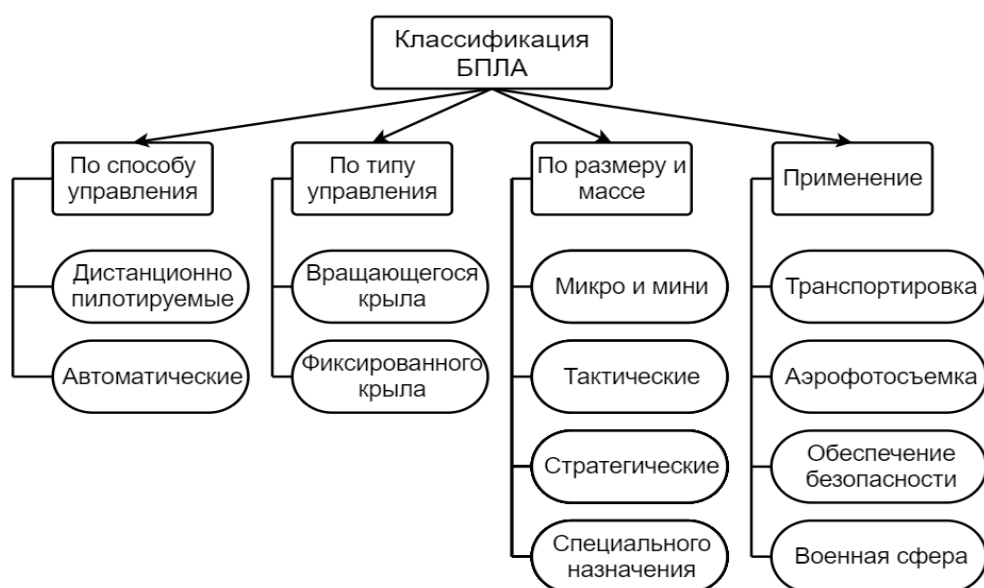 Классификация
БПЛА
По способу
управления
Дистанционно
пилотируемые
Автоматические
По типу
управления
Вращающегося
крыла
Фиксированного
крыла
По размеру и
массе
Микро и мини
Тактические
Стратегические
Специального
назначения
Применение
Транспортировка
Аэрофотосъемка
Обеспечение
безопасности
Военная сфера